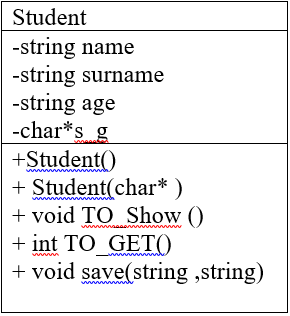 Student
-string name
-string surname
-string age
-char*s_g
+Student()
+ Student(char* )
+ void TO_Show ()
+ int TO_GET()
+ void save(string ,string)